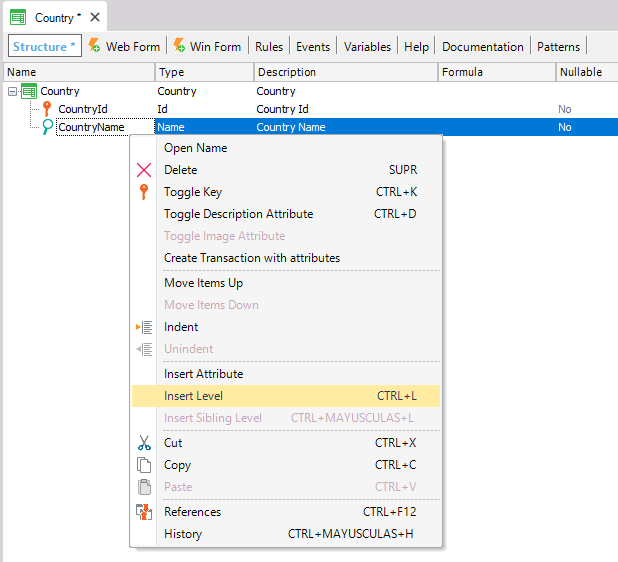 Country *
Structure * Web Form Win Form Rules Events Variables Help Documentation Patterns
Name Type Description Formula Nullable
Country Country Country
CountryId Id Country Id No
CountryName Name Country Name No
Open Name
Delete SUPR
Toggle Key CTRL+K
Toggle Description Attribute CTRL+D
Toggle Image Attribute
Create Transaction with attributes
Move Items Up
Move Items Down
Indent
Unindent
Insert Attribute
Insert Level CTRL+L
Insert Sibling Level CTRL+MAYUSCULAS+L
Cut CTRL+X
Copy CTRL+C
Paste CTRL+V
References CTRL+F12
History CTRL+MAYUSCULAS+H